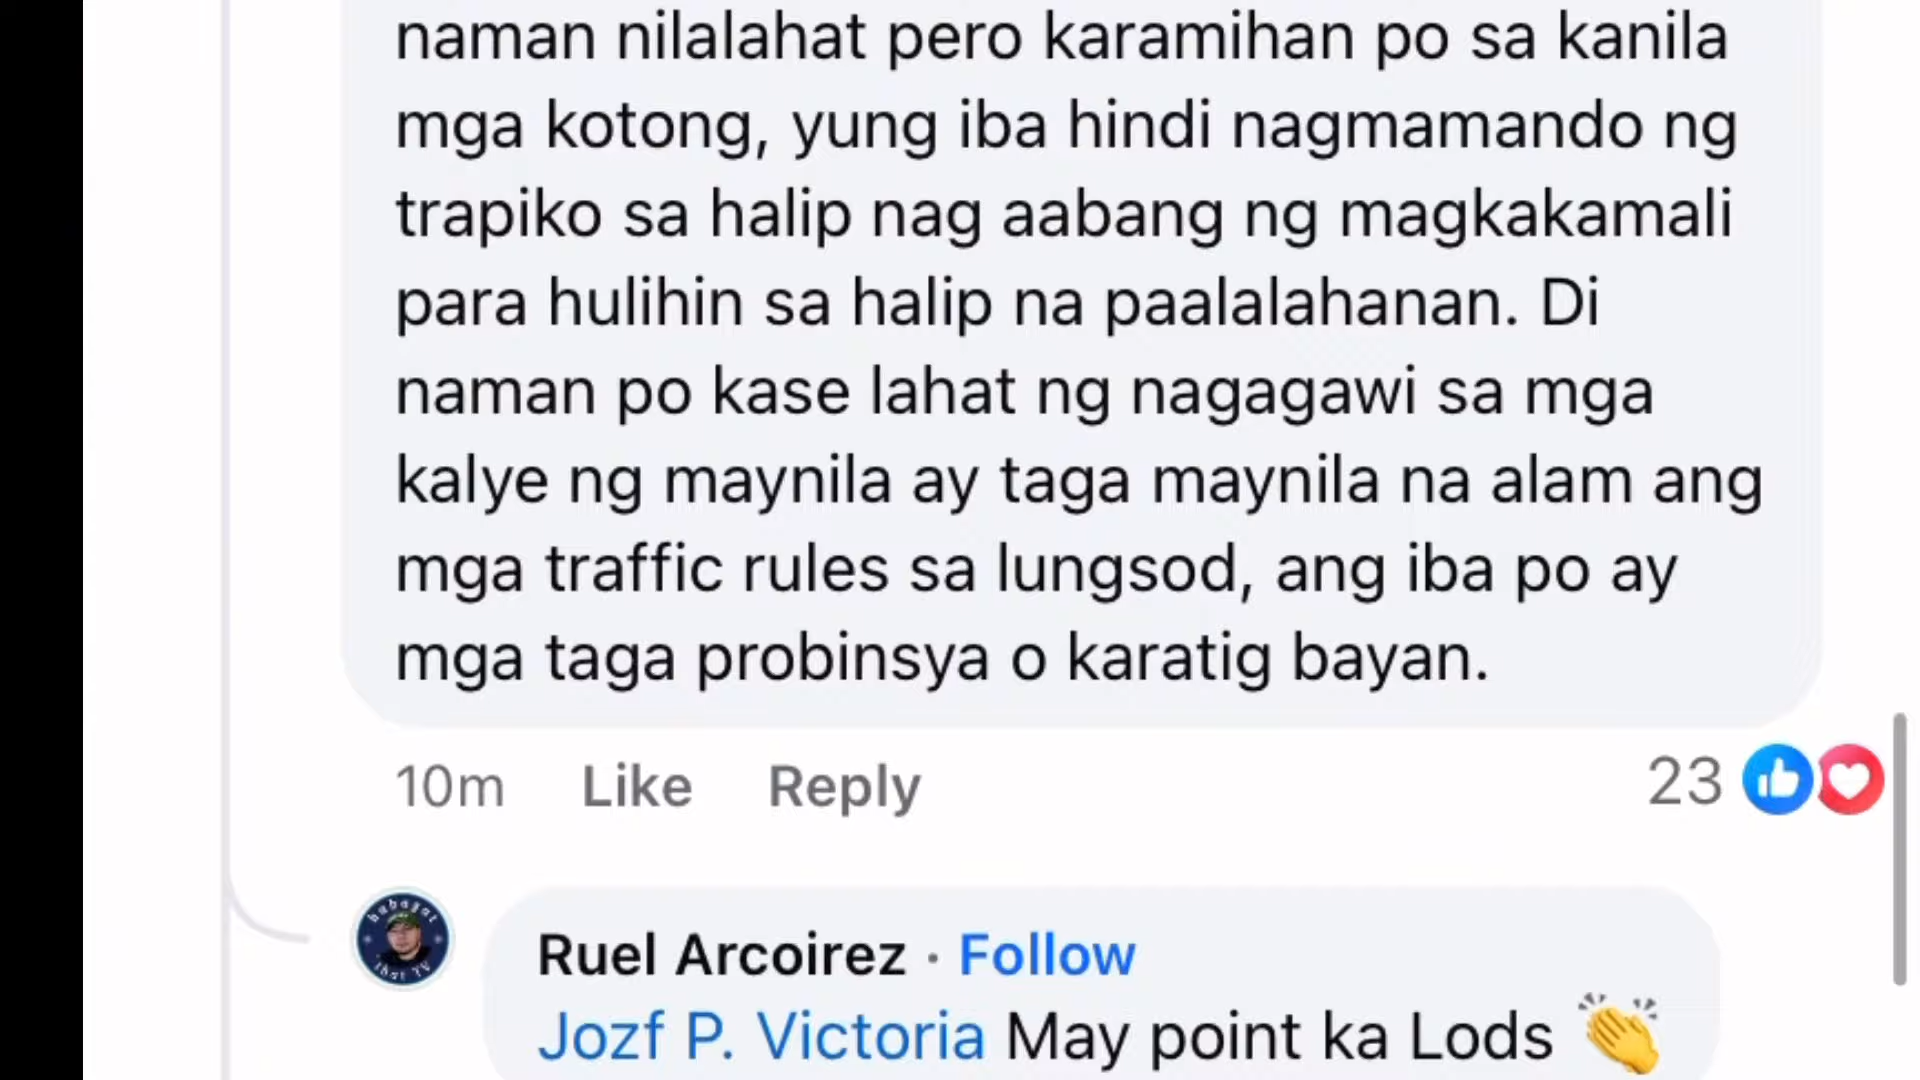 naman nilalahat pero karamihan po sa kanila
mga kotong, yung iba hindi nagmamando ng
trapiko sa halip nag aabang ng magkakamali
para hulihin sa halip na paalalahanan. Di
naman po kase lahat ng nagagawi sa mga
kalye ng maynila ay taga maynila na alam ang
mga traffic rules sa lungsod, ang iba po ay
mga taga probinsya o karatig bayan.
10m Like Reply 23
habagat
Ruel Arcoirez · Follow
Jozf P. Victoria May point ka Lods 👏